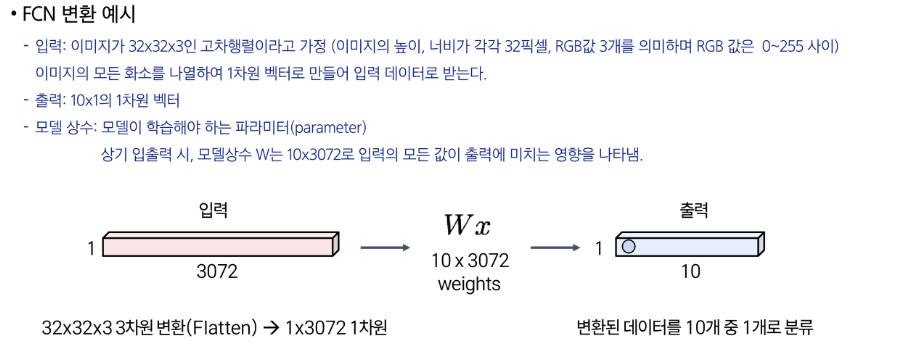 • FCN 변환 예시
- 입력: 이미지가 32x32x3인 고차행렬이라고 가정 (이미지의 높이, 너비가 각각 32픽셀, RGB값 3개를 의미하며 RGB 값은 0~255 사이)
이미지의 모든 화소를 나열하여 1차원 벡터로 만들어 입력 데이터로 받는다.
- 출력: 10x1의 1차원 벡터
- 모델 상수: 모델이 학습해야 하는 파라미터(parameter)
상기 입출력 시, 모델상수 W는 10x3072로 입력의 모든 값이 출력에 미치는 영향을 나타냄.
입력
1
3072
Wx
10 x 3072
weights
출력
1
10
32x32x3 3차원 변환(Flatten) → 1x3072 1차원
변환된 데이터를 10개 중 1개로 분류